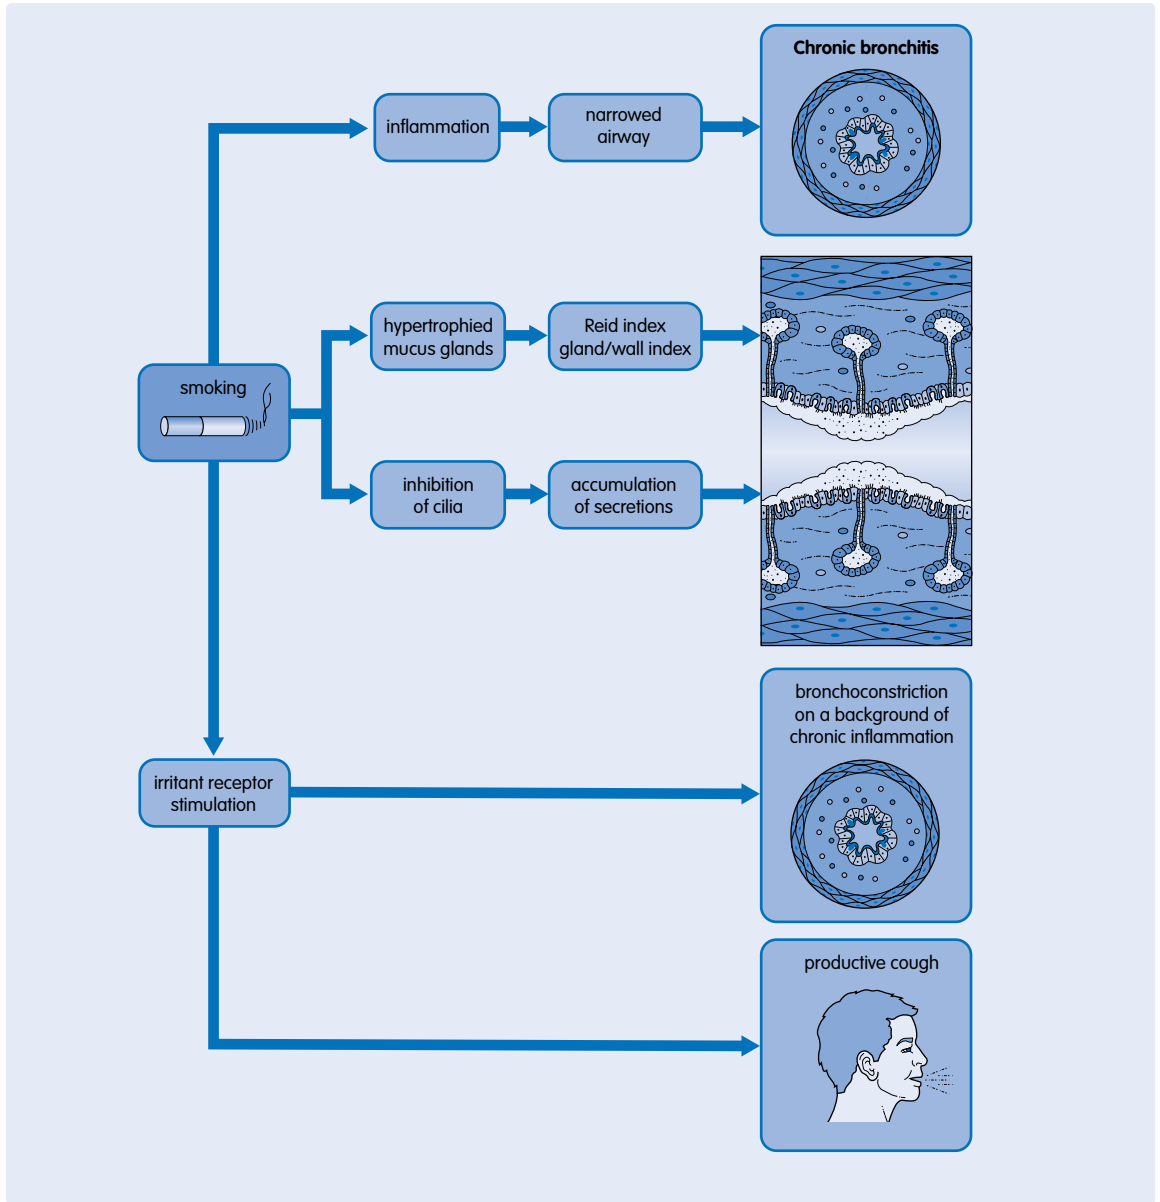 Chronic bronchitis
inflammation
narrowed
airway
hypertrophied
mucus glands
Reid index
gland/wall index
smoking
inhibition
of cilia
accumulation
of secretions
bronchoconstriction
on a background of
chronic inflammation
irritant receptor
stimulation
productive cough